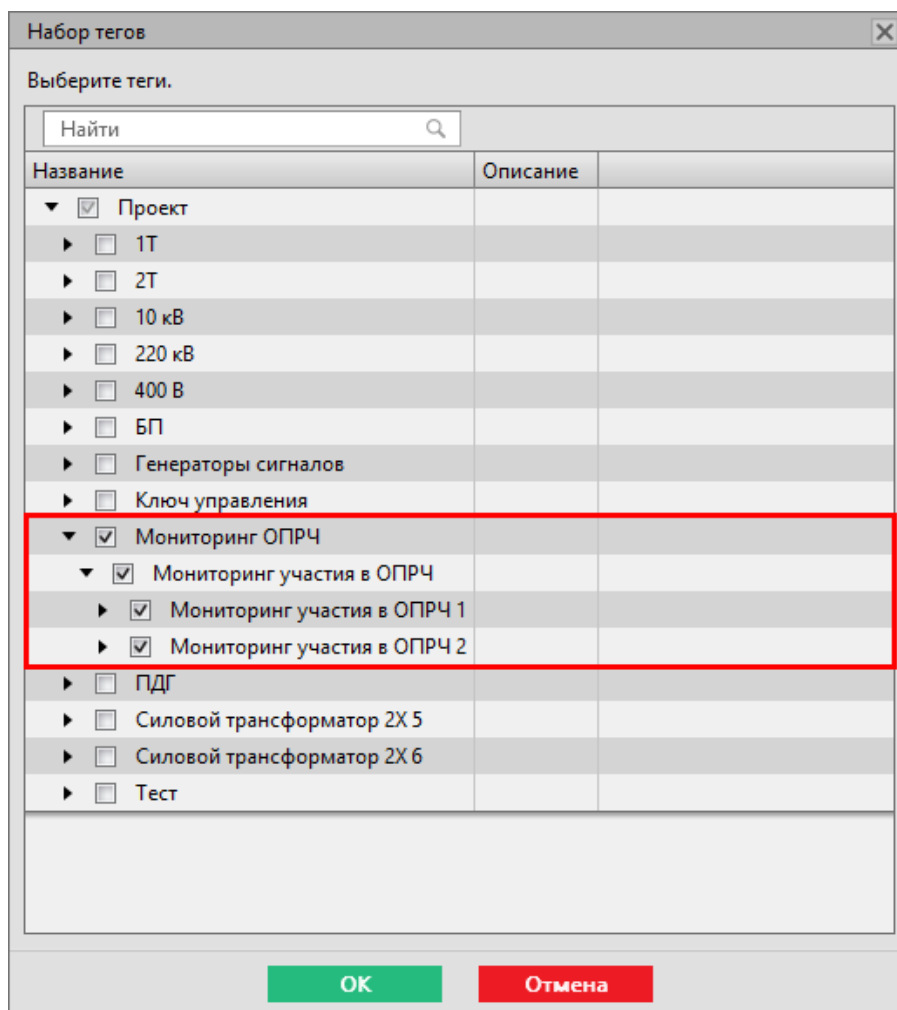 Набор тегов
Выберите теги.
Найти
Название Описание
Проект
1Т
2Т
10 кВ
220 кВ
400 В
БП
Генераторы сигналов
Ключ управления
Мониторинг ОПРЧ
Мониторинг участия в ОПРЧ
Мониторинг участия в ОПРЧ 1
Мониторинг участия в ОПРЧ 2
ПДГ
Силовой трансформатор 2Х 5
Силовой трансформатор 2Х 6
Тест
ОК Отмена